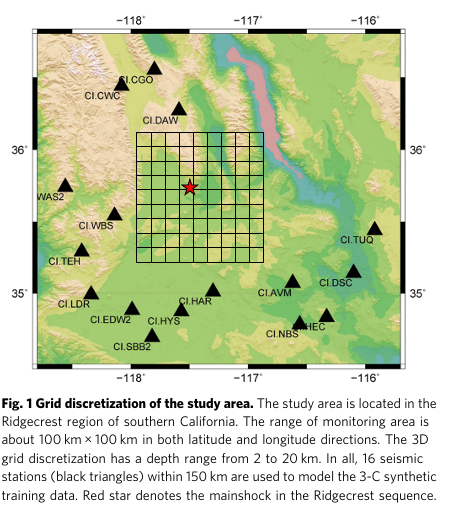 −118° −117° −116°
CI.CGO
CI.CWC
CI.DAW
36° 36°
WAS2
CI.WBS
CI.TUQ
CI.TEH
CI.DSC
CI.AVM
35° 35°
CI.LDR
CI.HAR
CI.EDW2
CI.HYS
HEC
CI.NBS
CI.SBB2
−118° −117° −116°
Fig. 1 Grid discretization of the study area. The study area is located in the
Ridgecrest region of southern California. The range of monitoring area is
about 100 km × 100 km in both latitude and longitude directions. The 3D
grid discretization has a depth range from 2 to 20 km. In all, 16 seismic
stations (black triangles) within 150 km are used to model the 3-C synthetic
training data. Red star denotes the mainshock in the Ridgecrest sequence.